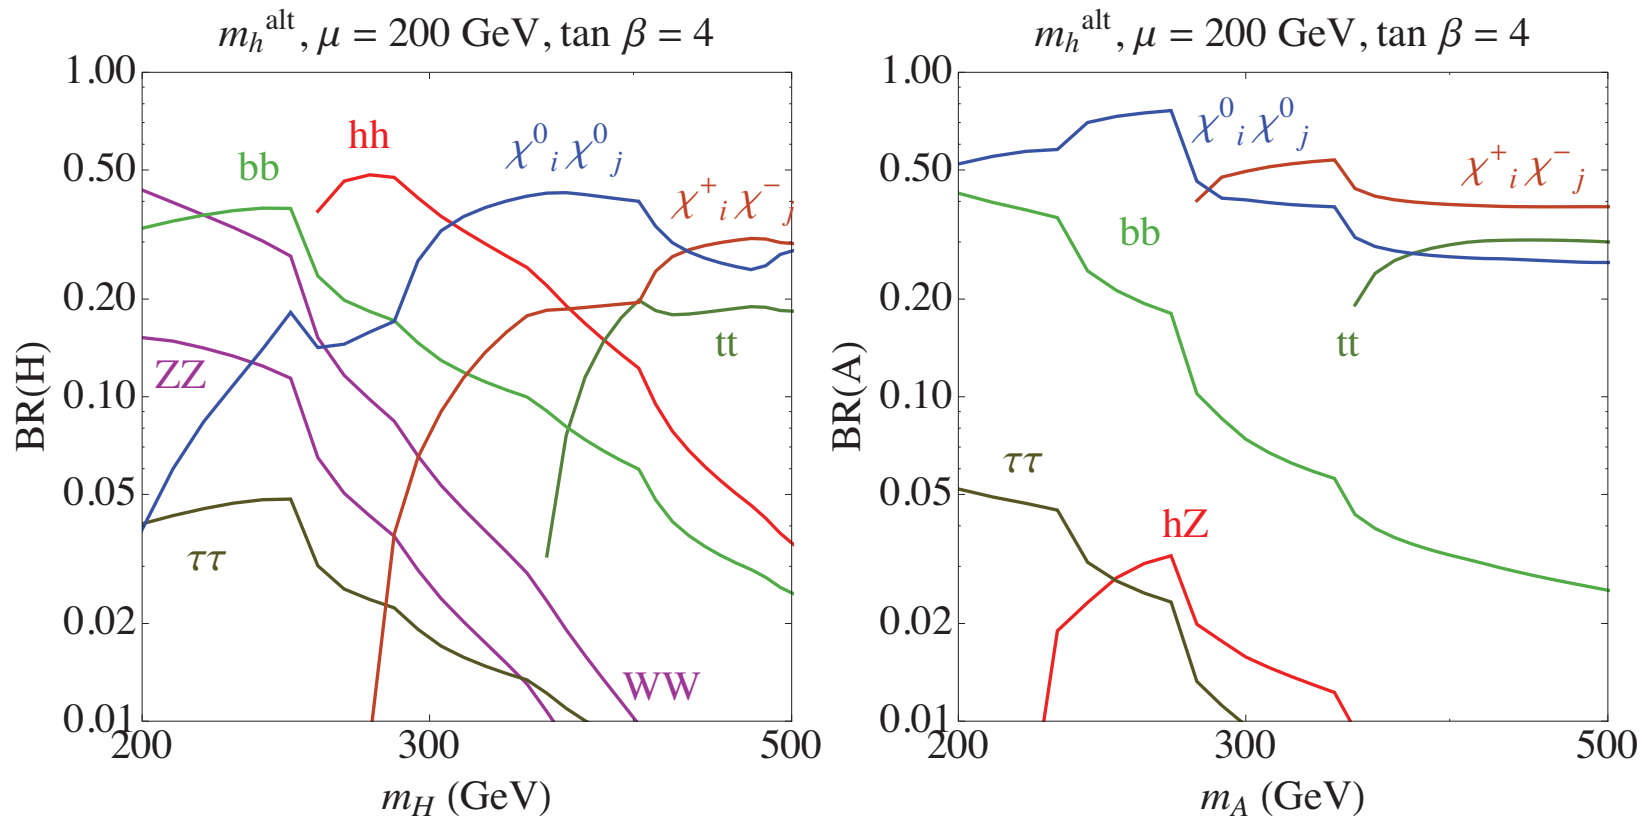 m_h^alt, μ = 200 GeV, tan β = 4
BR(H)
1.00
0.50
0.20
0.10
0.05
0.02
0.01
hh
bb
χ^0_i χ^0_j
χ^+_i χ^-_j
ZZ
tt
ττ
WW
200
300
500
m_H (GeV)
m_h^alt, μ = 200 GeV, tan β = 4
BR(A)
1.00
0.50
0.20
0.10
0.05
0.02
0.01
χ^0_i χ^0_j
χ^+_i χ^-_j
bb
tt
ττ
hZ
200
300
500
m_A (GeV)